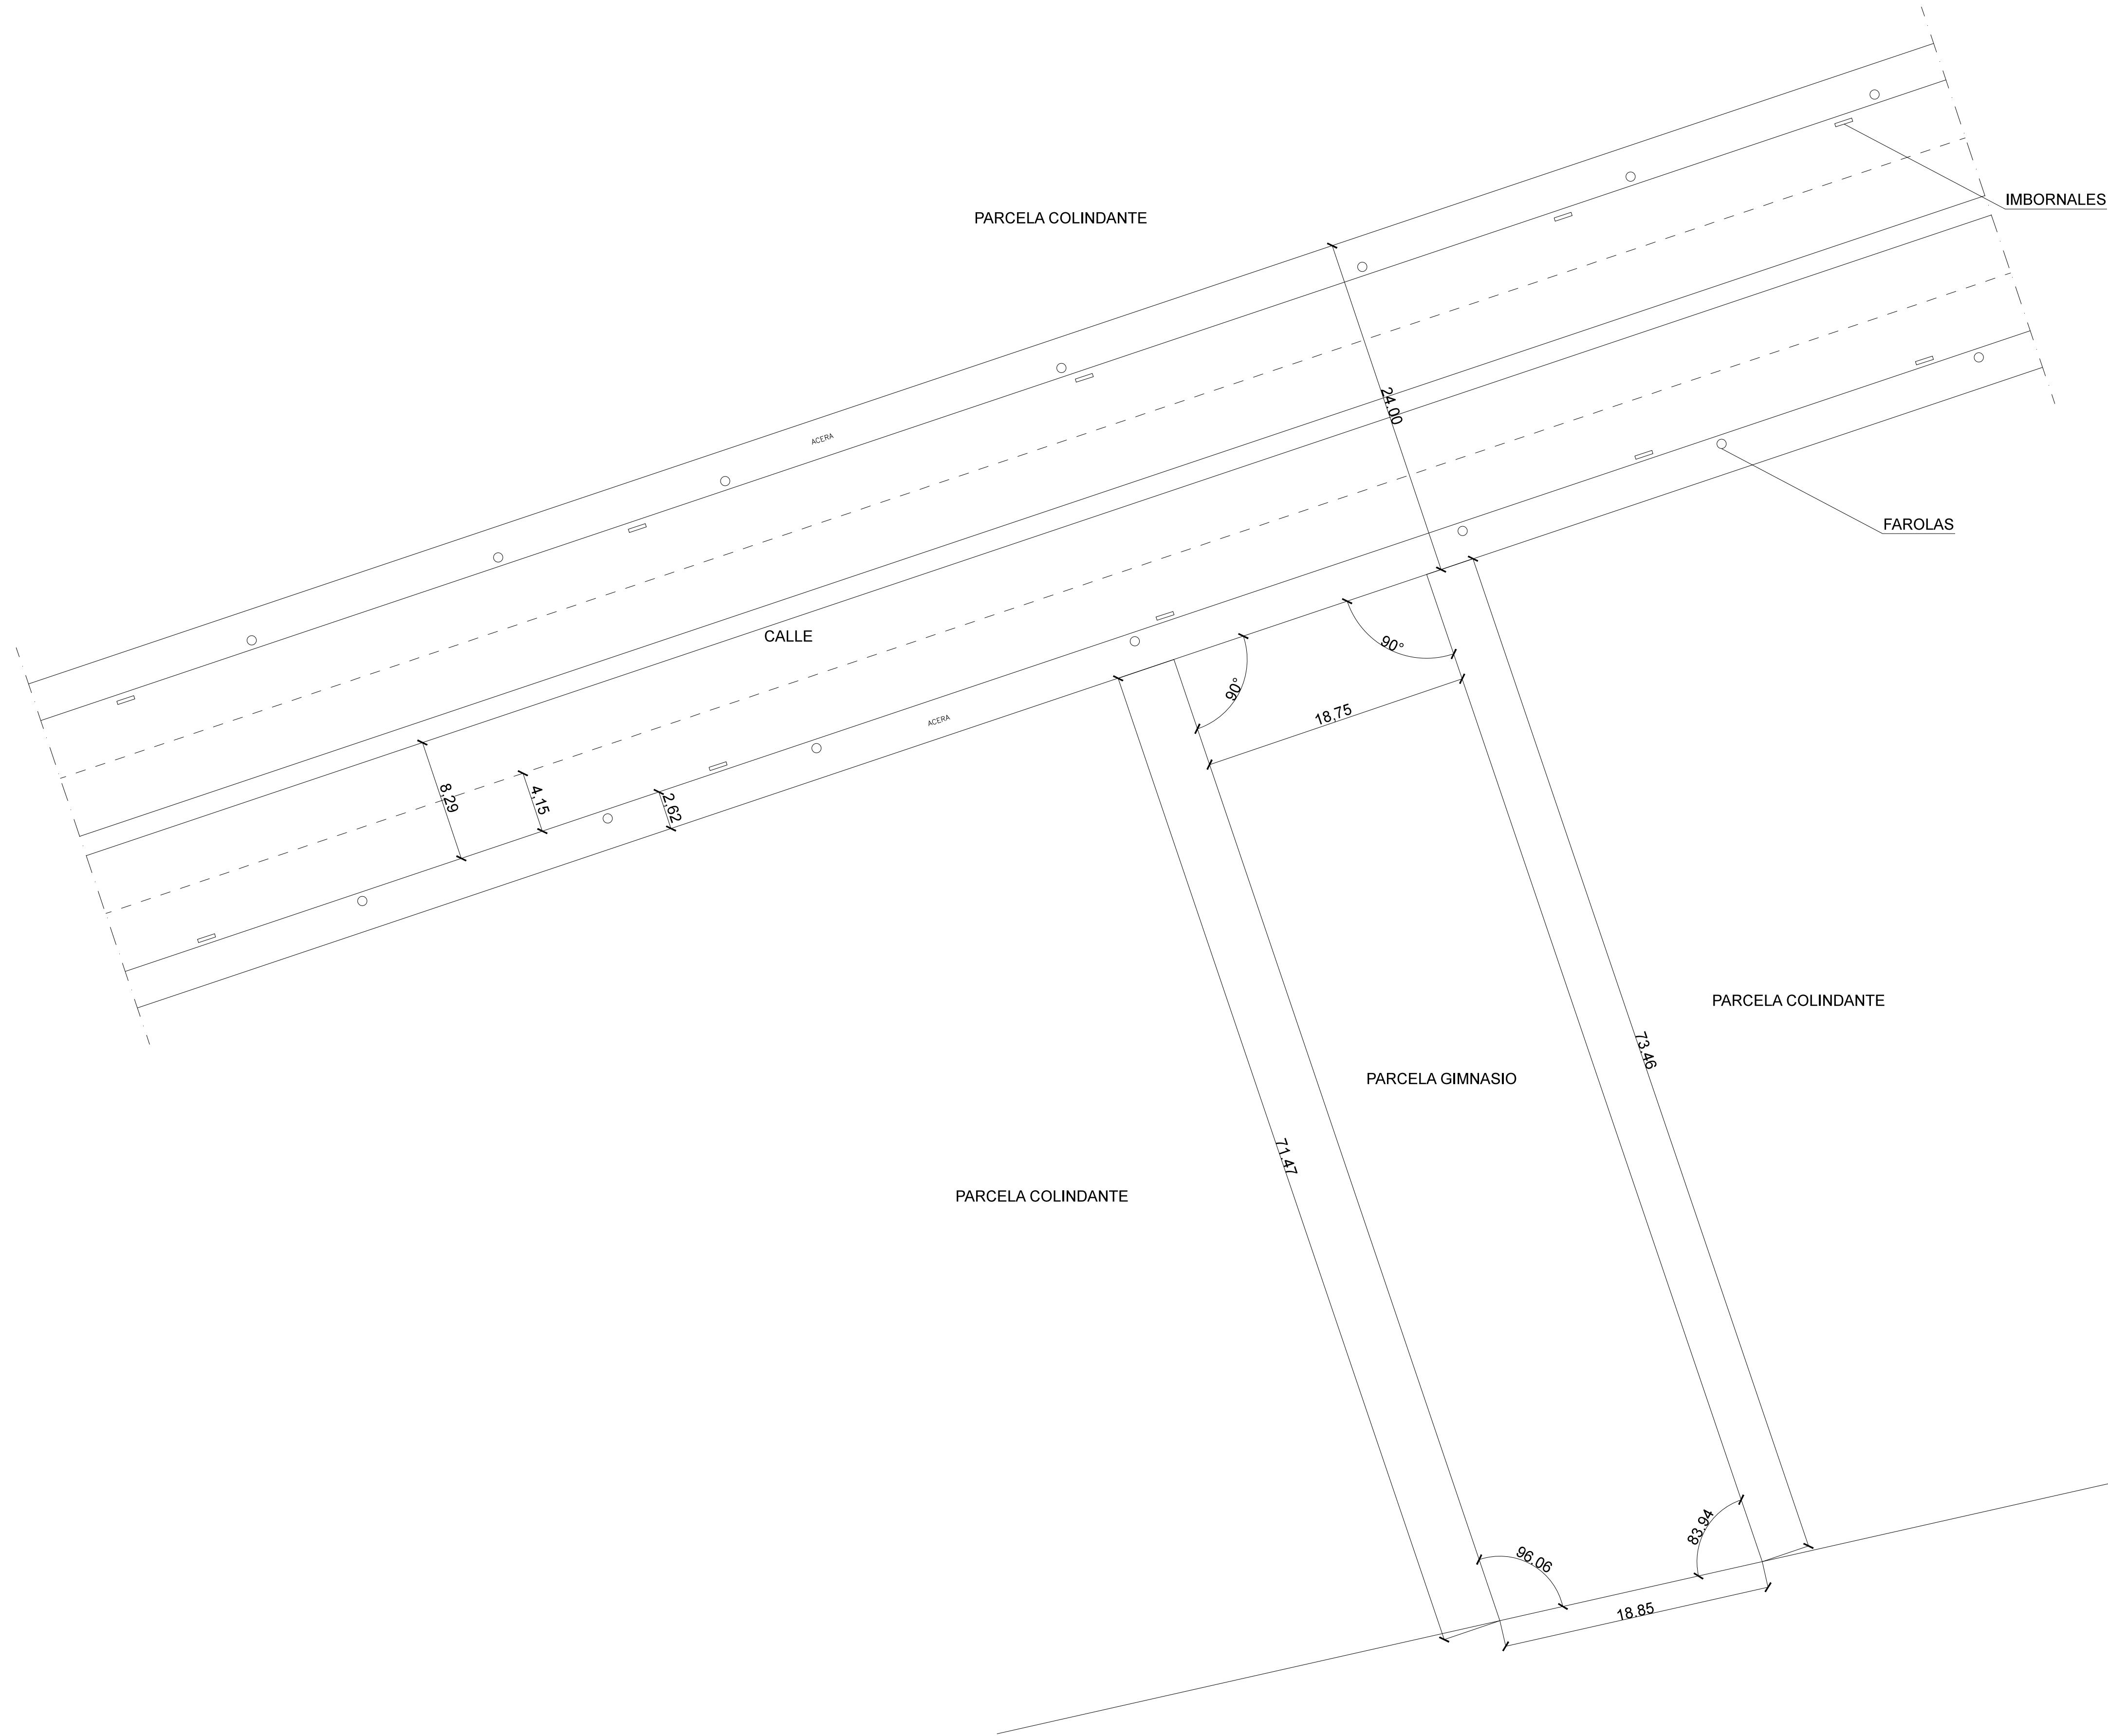 IMBORNALES
PARCELA COLINDANTE
24.00
ACERA
FAROLAS
CALLE
90°
90°
18,75
ACERA
8,29
4,15
2,62
PARCELA COLINDANTE
73.46
PARCELA GIMNASIO
71.47
PARCELA COLINDANTE
83.94
96.06
18.85